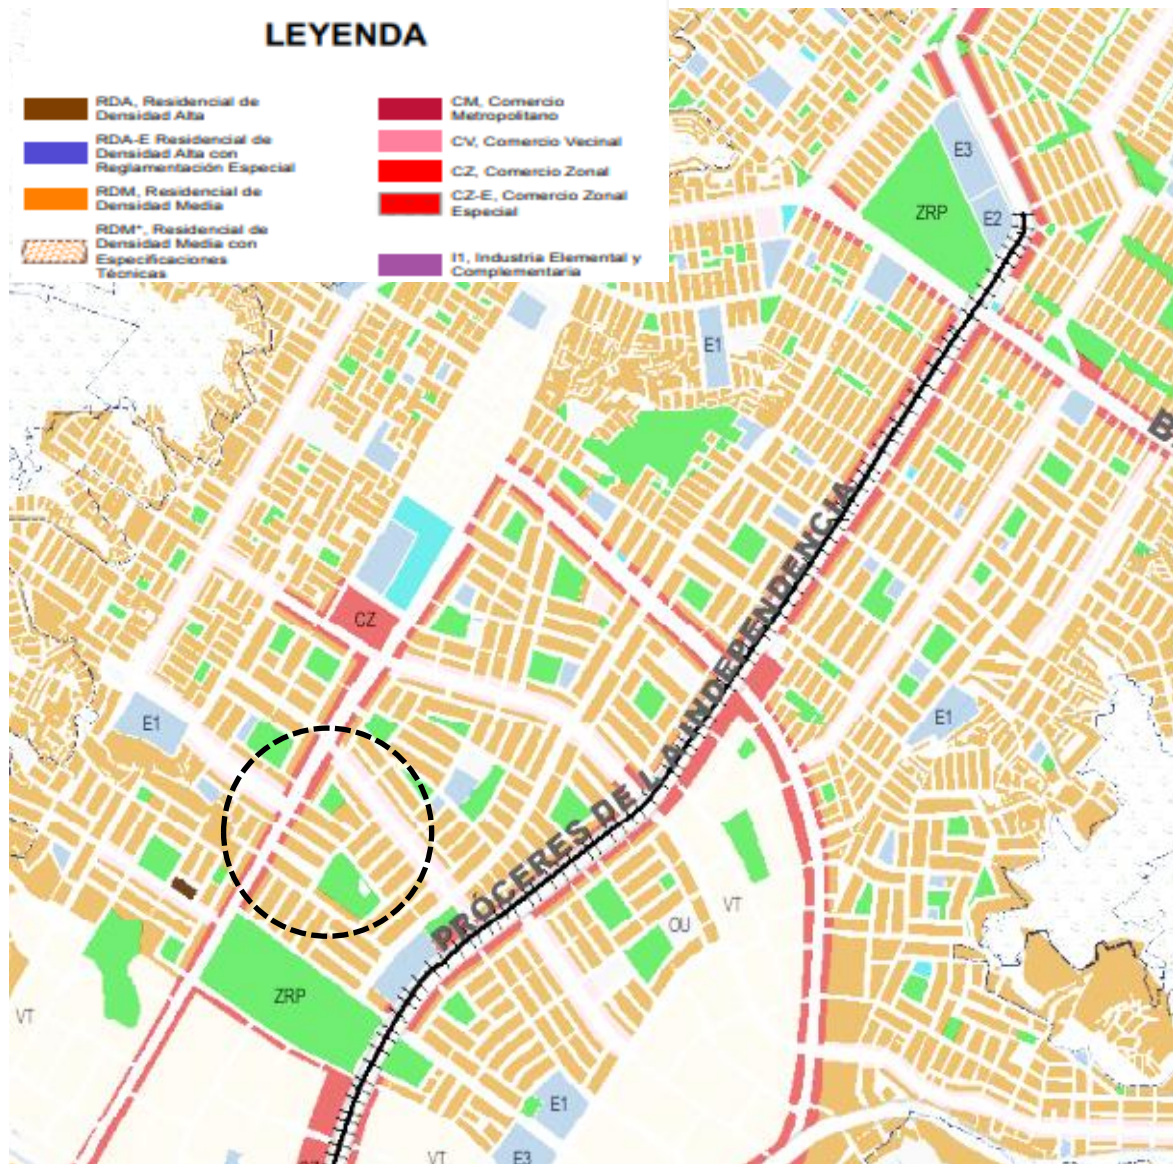 LEYENDA
RDA, Residencial de
Densidad Alta
RDA-E Residencial de
Densidad Alta con
Reglamentación Especial
RDM, Residencial de
Densidad Media
RDM*, Residencial de
Densidad Media con
Especificaciones
Técnicas
CM, Comercio
Metropolitano
CV, Comercio Vecinal
CZ, Comercio Zonal
CZ-E, Comercio Zonal
Especial
I1, Industria Elemental y
Complementaria
E3
ZRP
E2
E1
CZ
E1
E1
PRÓCERES DE LA INDEPENDENCIA
VT
OU
ZRP
VT
E1
VT
E3